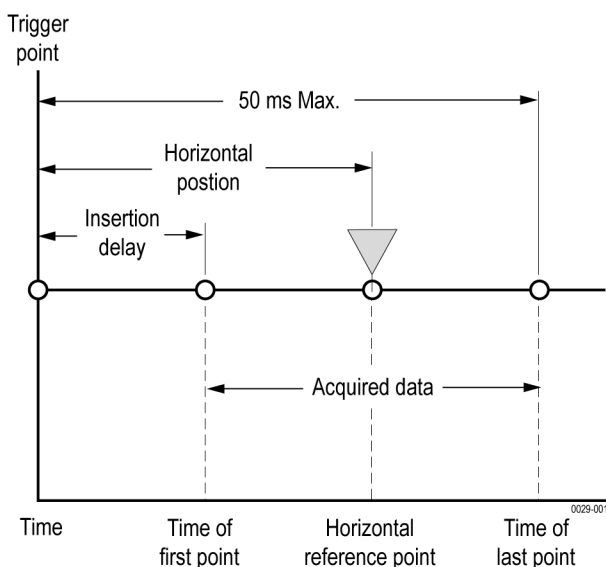 Trigger
point
50 ms Max.
Horizontal
postion
Insertion
delay
Acquired data
0029-001
Time
Time of
first point
Horizontal
reference point
Time of
last point